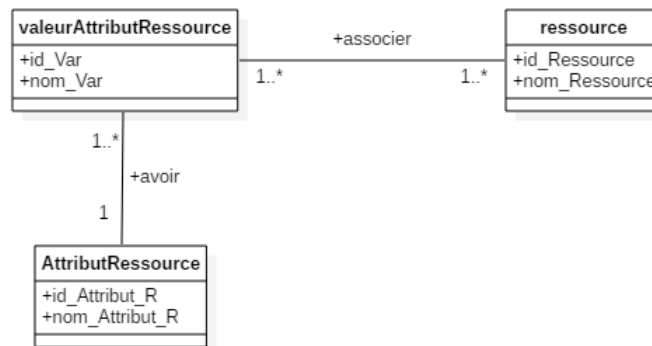 valeurAttributRessource
+id_Var
+nom_Var
+associer
1..*
1..*
ressource
+id_Ressource
+nom_Ressource
1..*
+avoir
1
AttributRessource
+id_Attribut_R
+nom_Attribut_R